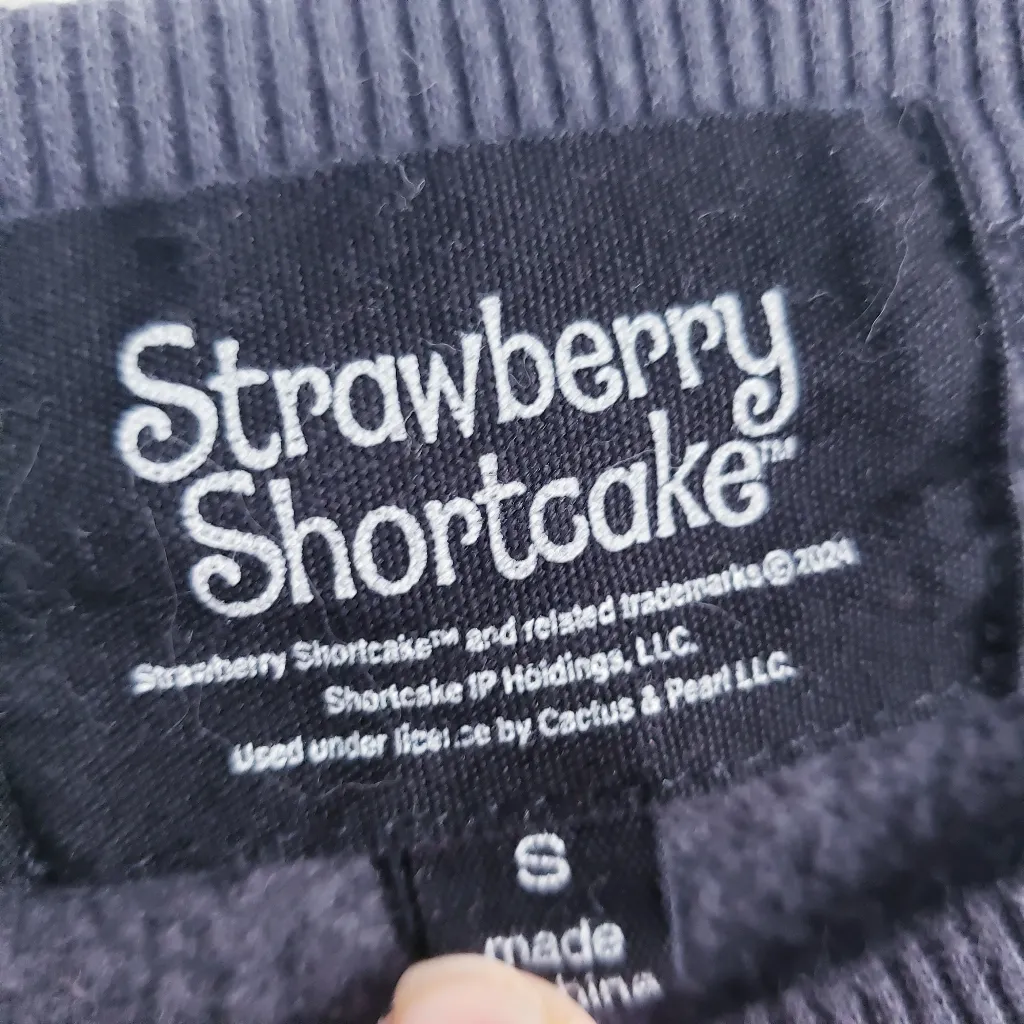 Strawberry
Shortcake™
Strawberry Shortcake™ and related trademarks © 2024
Shortcake IP Holdings, LLC.
Used under license by Cactus & Pearl LLC.
S
made